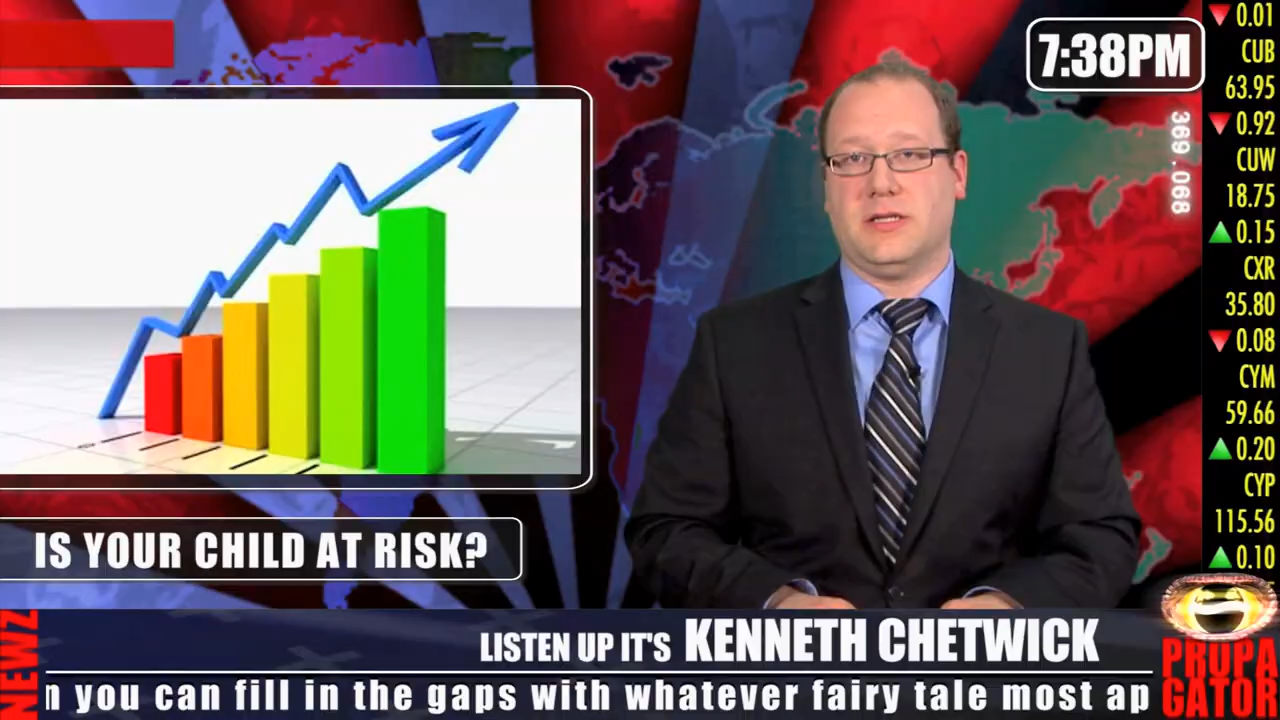 7:38PM
369.068
0.01
CUB
63.95
0.92
CUW
18.75
0.15
CXR
35.80
0.08
CYM
59.66
0.20
CYP
115.56
0.10
IS YOUR CHILD AT RISK?
NEWZ
LISTEN UP IT'S KENNETH CHETWICK
you can fill in the gaps with whatever fairy tale most ap
PRUPA
GATOR